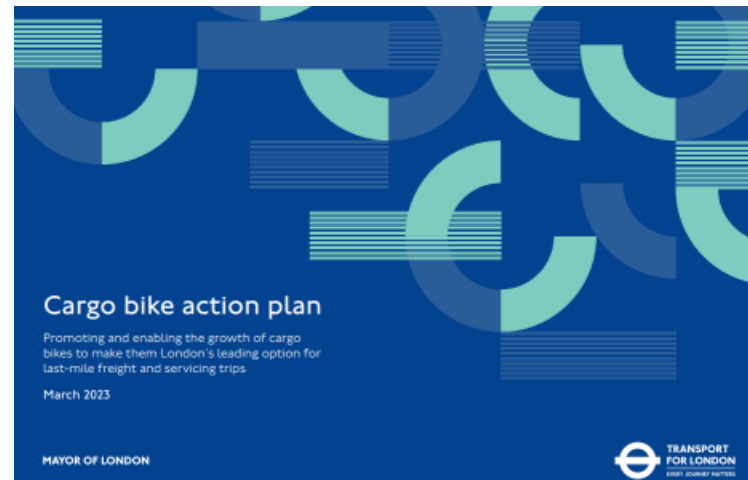 Cargo bike action plan
Promoting and enabling the growth of cargo
bikes to make them London's leading option for
last-mile freight and servicing trips
March 2023
MAYOR OF LONDON
TRANSPORT
FOR LONDON
EVERY JOURNEY MATTERS